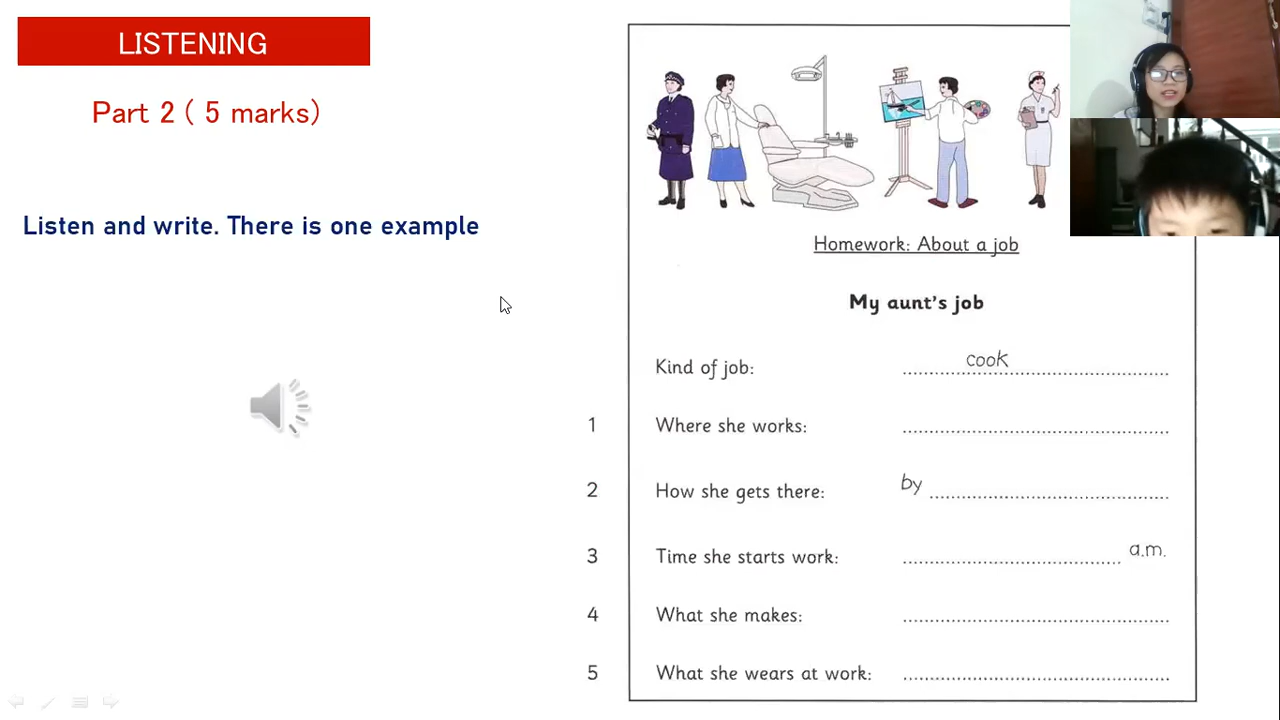 LISTENING
Part 2 ( 5 marks)
Listen and write. There is one example
Homework: About a job
My aunt's job
Kind of job: cook
1 Where she works:
2 How she gets there: by
3 Time she starts work: a.m.
4 What she makes:
5 What she wears at work: